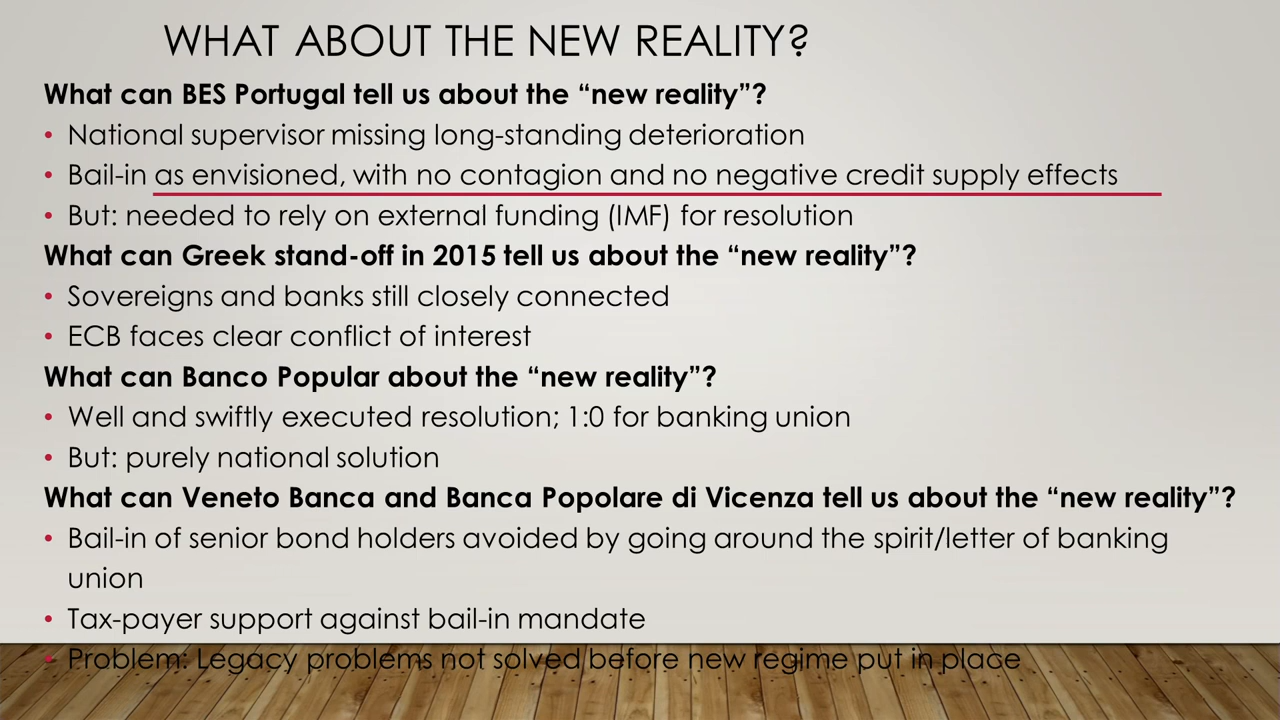 WHAT ABOUT THE NEW REALITY?
What can BES Portugal tell us about the “new reality”?
• National supervisor missing long-standing deterioration
• Bail-in as envisioned, with no contagion and no negative credit supply effects
• But: needed to rely on external funding (IMF) for resolution
What can Greek stand-off in 2015 tell us about the “new reality”?
• Sovereigns and banks still closely connected
• ECB faces clear conflict of interest
What can Banco Popular about the “new reality”?
• Well and swiftly executed resolution; 1:0 for banking union
• But: purely national solution
What can Veneto Banca and Banca Popolare di Vicenza tell us about the “new reality”?
• Bail-in of senior bond holders avoided by going around the spirit/letter of banking
union
• Tax-payer support against bail-in mandate
• Problem: Legacy problems not solved before new regime put in place